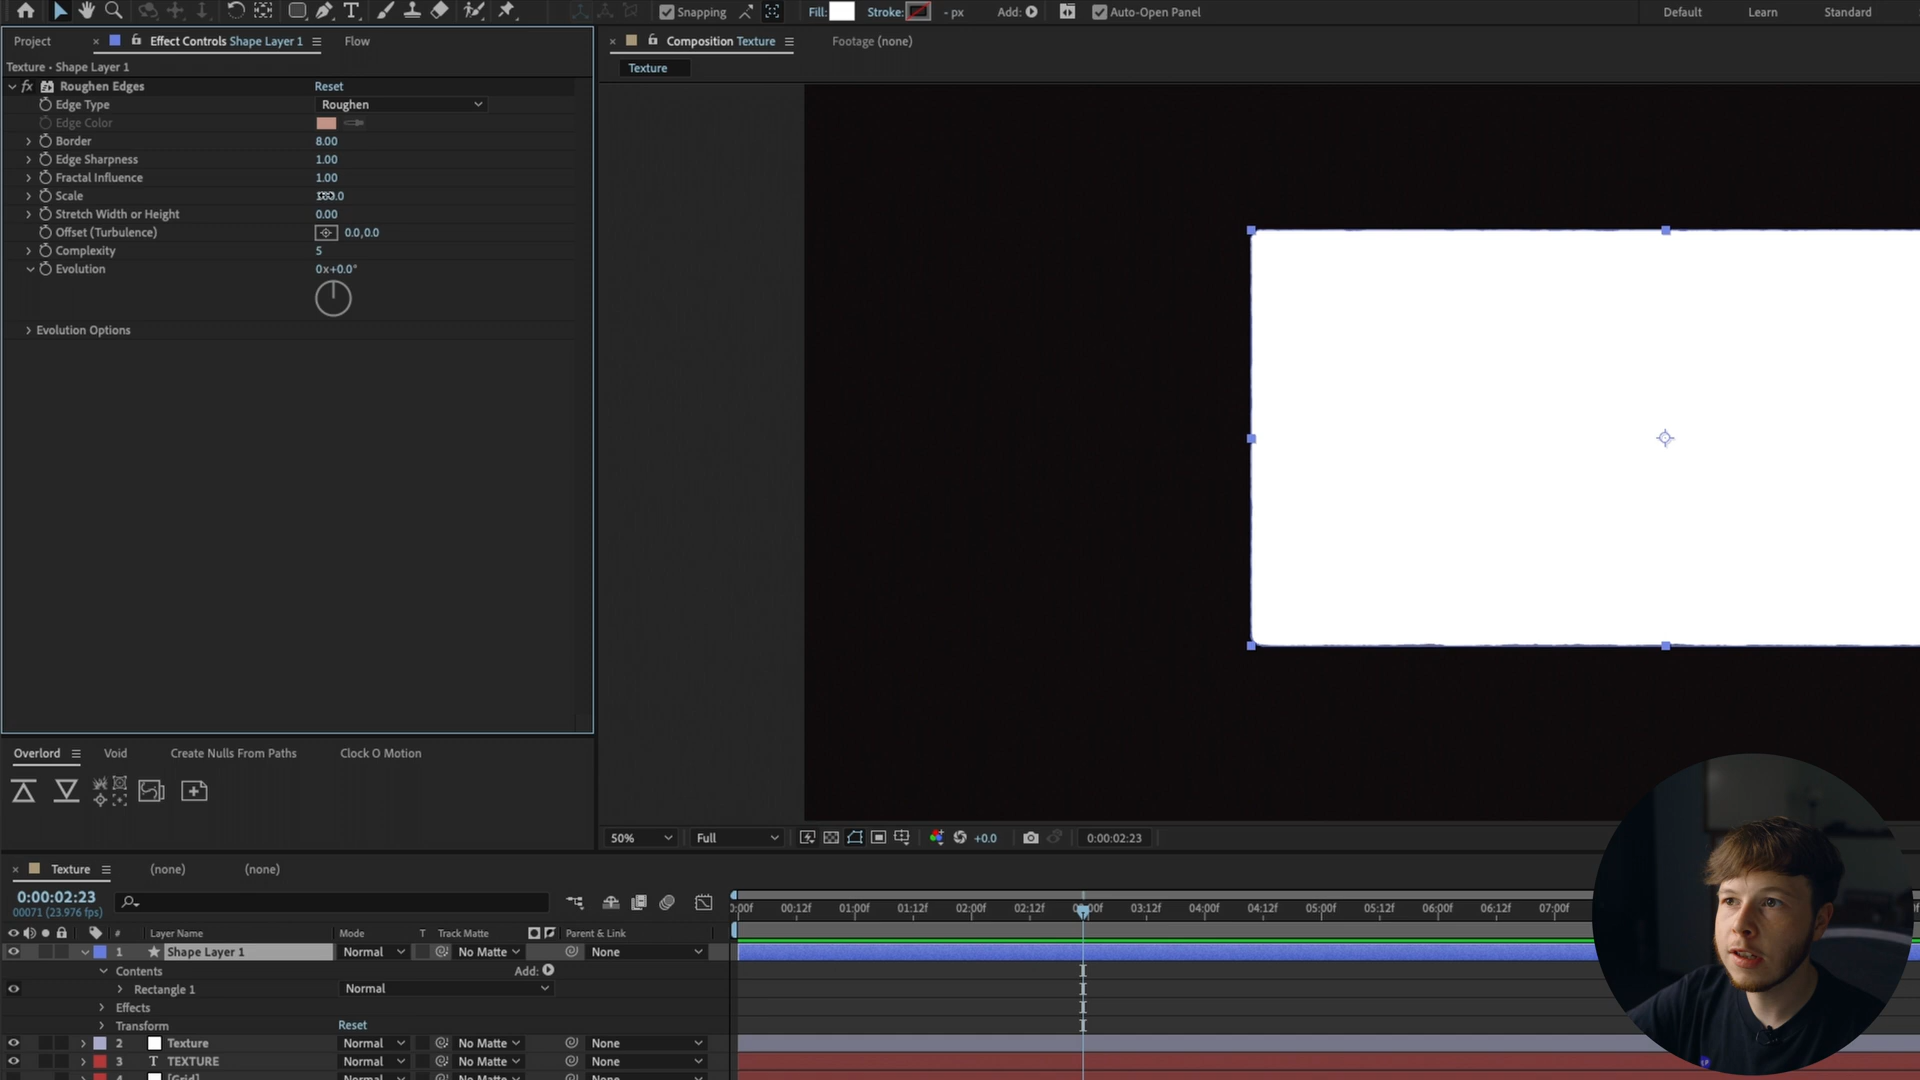 Snapping
Fill:
Stroke:
- px
Add:
Auto-Open Panel
Default
Learn
Standard
Project
× Effect Controls Shape Layer 1
Flow
× Composition Texture
Footage (none)
Texture • Shape Layer 1
Texture
fx Roughen Edges Reset
Edge Type Roughen
Edge Color
Border 8.00
Edge Sharpness 1.00
Fractal Influence 1.00
Scale
Stretch Width or Height 0.00
Offset (Turbulence) 0.0,0.0
Complexity 5
Evolution 0x+0.0°
Evolution Options
Overlord
Void
Create Nulls From Paths
Clock O Motion
50%
Full
+0.0
0:00:02:23
× Texture
(none)
(none)
0:00:02:23
00071 (23.976 fps)
:00f 00:12f 01:00f 01:12f 02:00f 02:12f 03:12f 04:00f 04:12f 05:00f 05:12f 06:00f 06:12f 07:00f
# Layer Name Mode T Track Matte Parent & Link
1 Shape Layer 1 Normal No Matte None
Contents Add:
Rectangle 1 Normal
Effects
Transform Reset
2 Texture Normal No Matte None
3 T TEXTURE Normal No Matte None
4 [Grid] Normal No Matte None